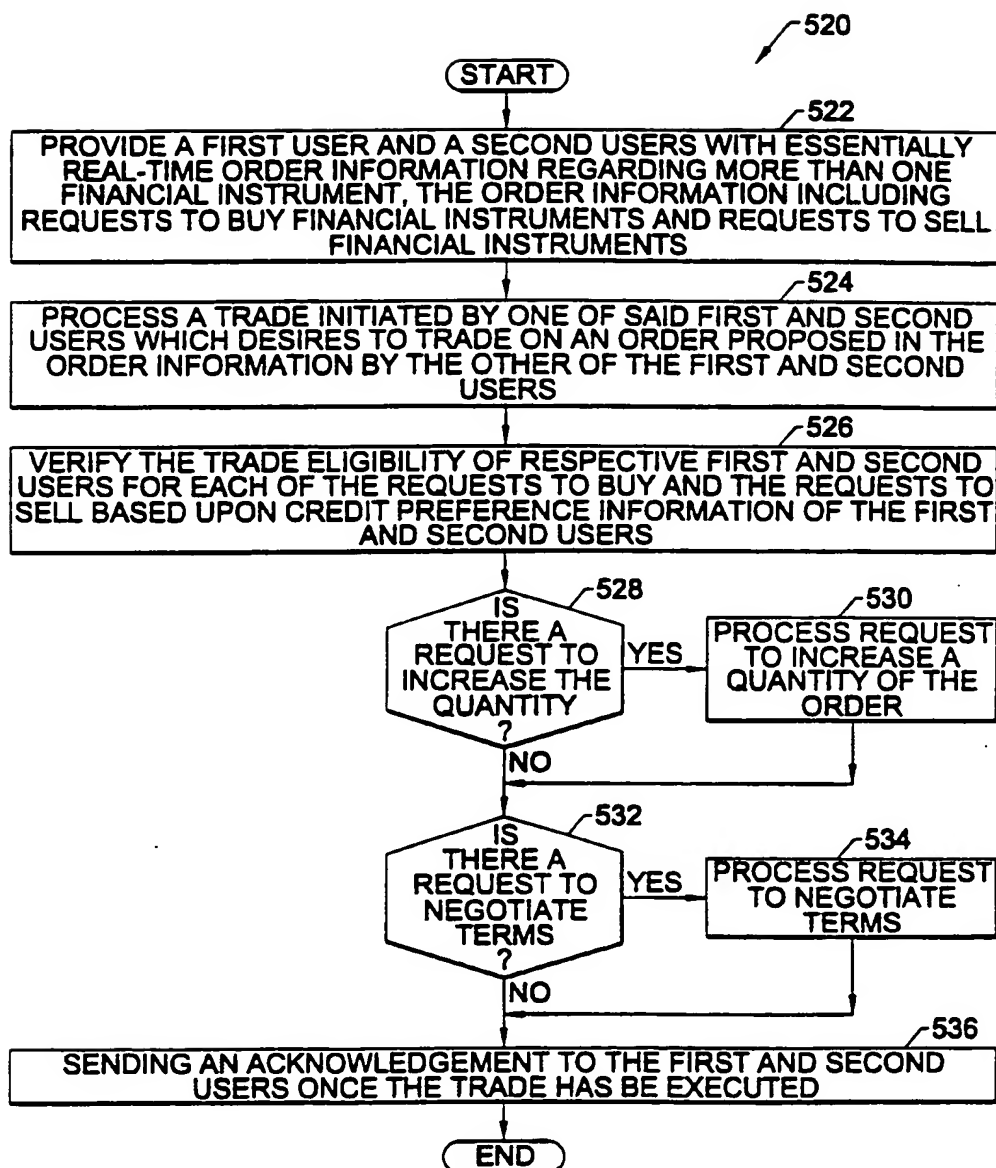 520
START
522
PROVIDE A FIRST USER AND A SECOND USERS WITH ESSENTIALLY
REAL-TIME ORDER INFORMATION REGARDING MORE THAN ONE
FINANCIAL INSTRUMENT, THE ORDER INFORMATION INCLUDING
REQUESTS TO BUY FINANCIAL INSTRUMENTS AND REQUESTS TO SELL
FINANCIAL INSTRUMENTS
524
PROCESS A TRADE INITIATED BY ONE OF SAID FIRST AND SECOND
USERS WHICH DESIRES TO TRADE ON AN ORDER PROPOSED IN THE
ORDER INFORMATION BY THE OTHER OF THE FIRST AND SECOND
USERS
526
VERIFY THE TRADE ELIGIBILITY OF RESPECTIVE FIRST AND SECOND
USERS FOR EACH OF THE REQUESTS TO BUY AND THE REQUESTS TO
SELL BASED UPON CREDIT PREFERENCE INFORMATION OF THE FIRST
AND SECOND USERS
528
IS
THERE A
REQUEST TO
INCREASE THE
QUANTITY
?
YES
530
PROCESS REQUEST
TO INCREASE A
QUANTITY OF THE
ORDER
NO
532
IS
THERE A
REQUEST TO
NEGOTIATE
TERMS
?
YES
534
PROCESS REQUEST
TO NEGOTIATE
TERMS
NO
536
SENDING AN ACKNOWLEDGEMENT TO THE FIRST AND SECOND
USERS ONCE THE TRADE HAS BE EXECUTED
END